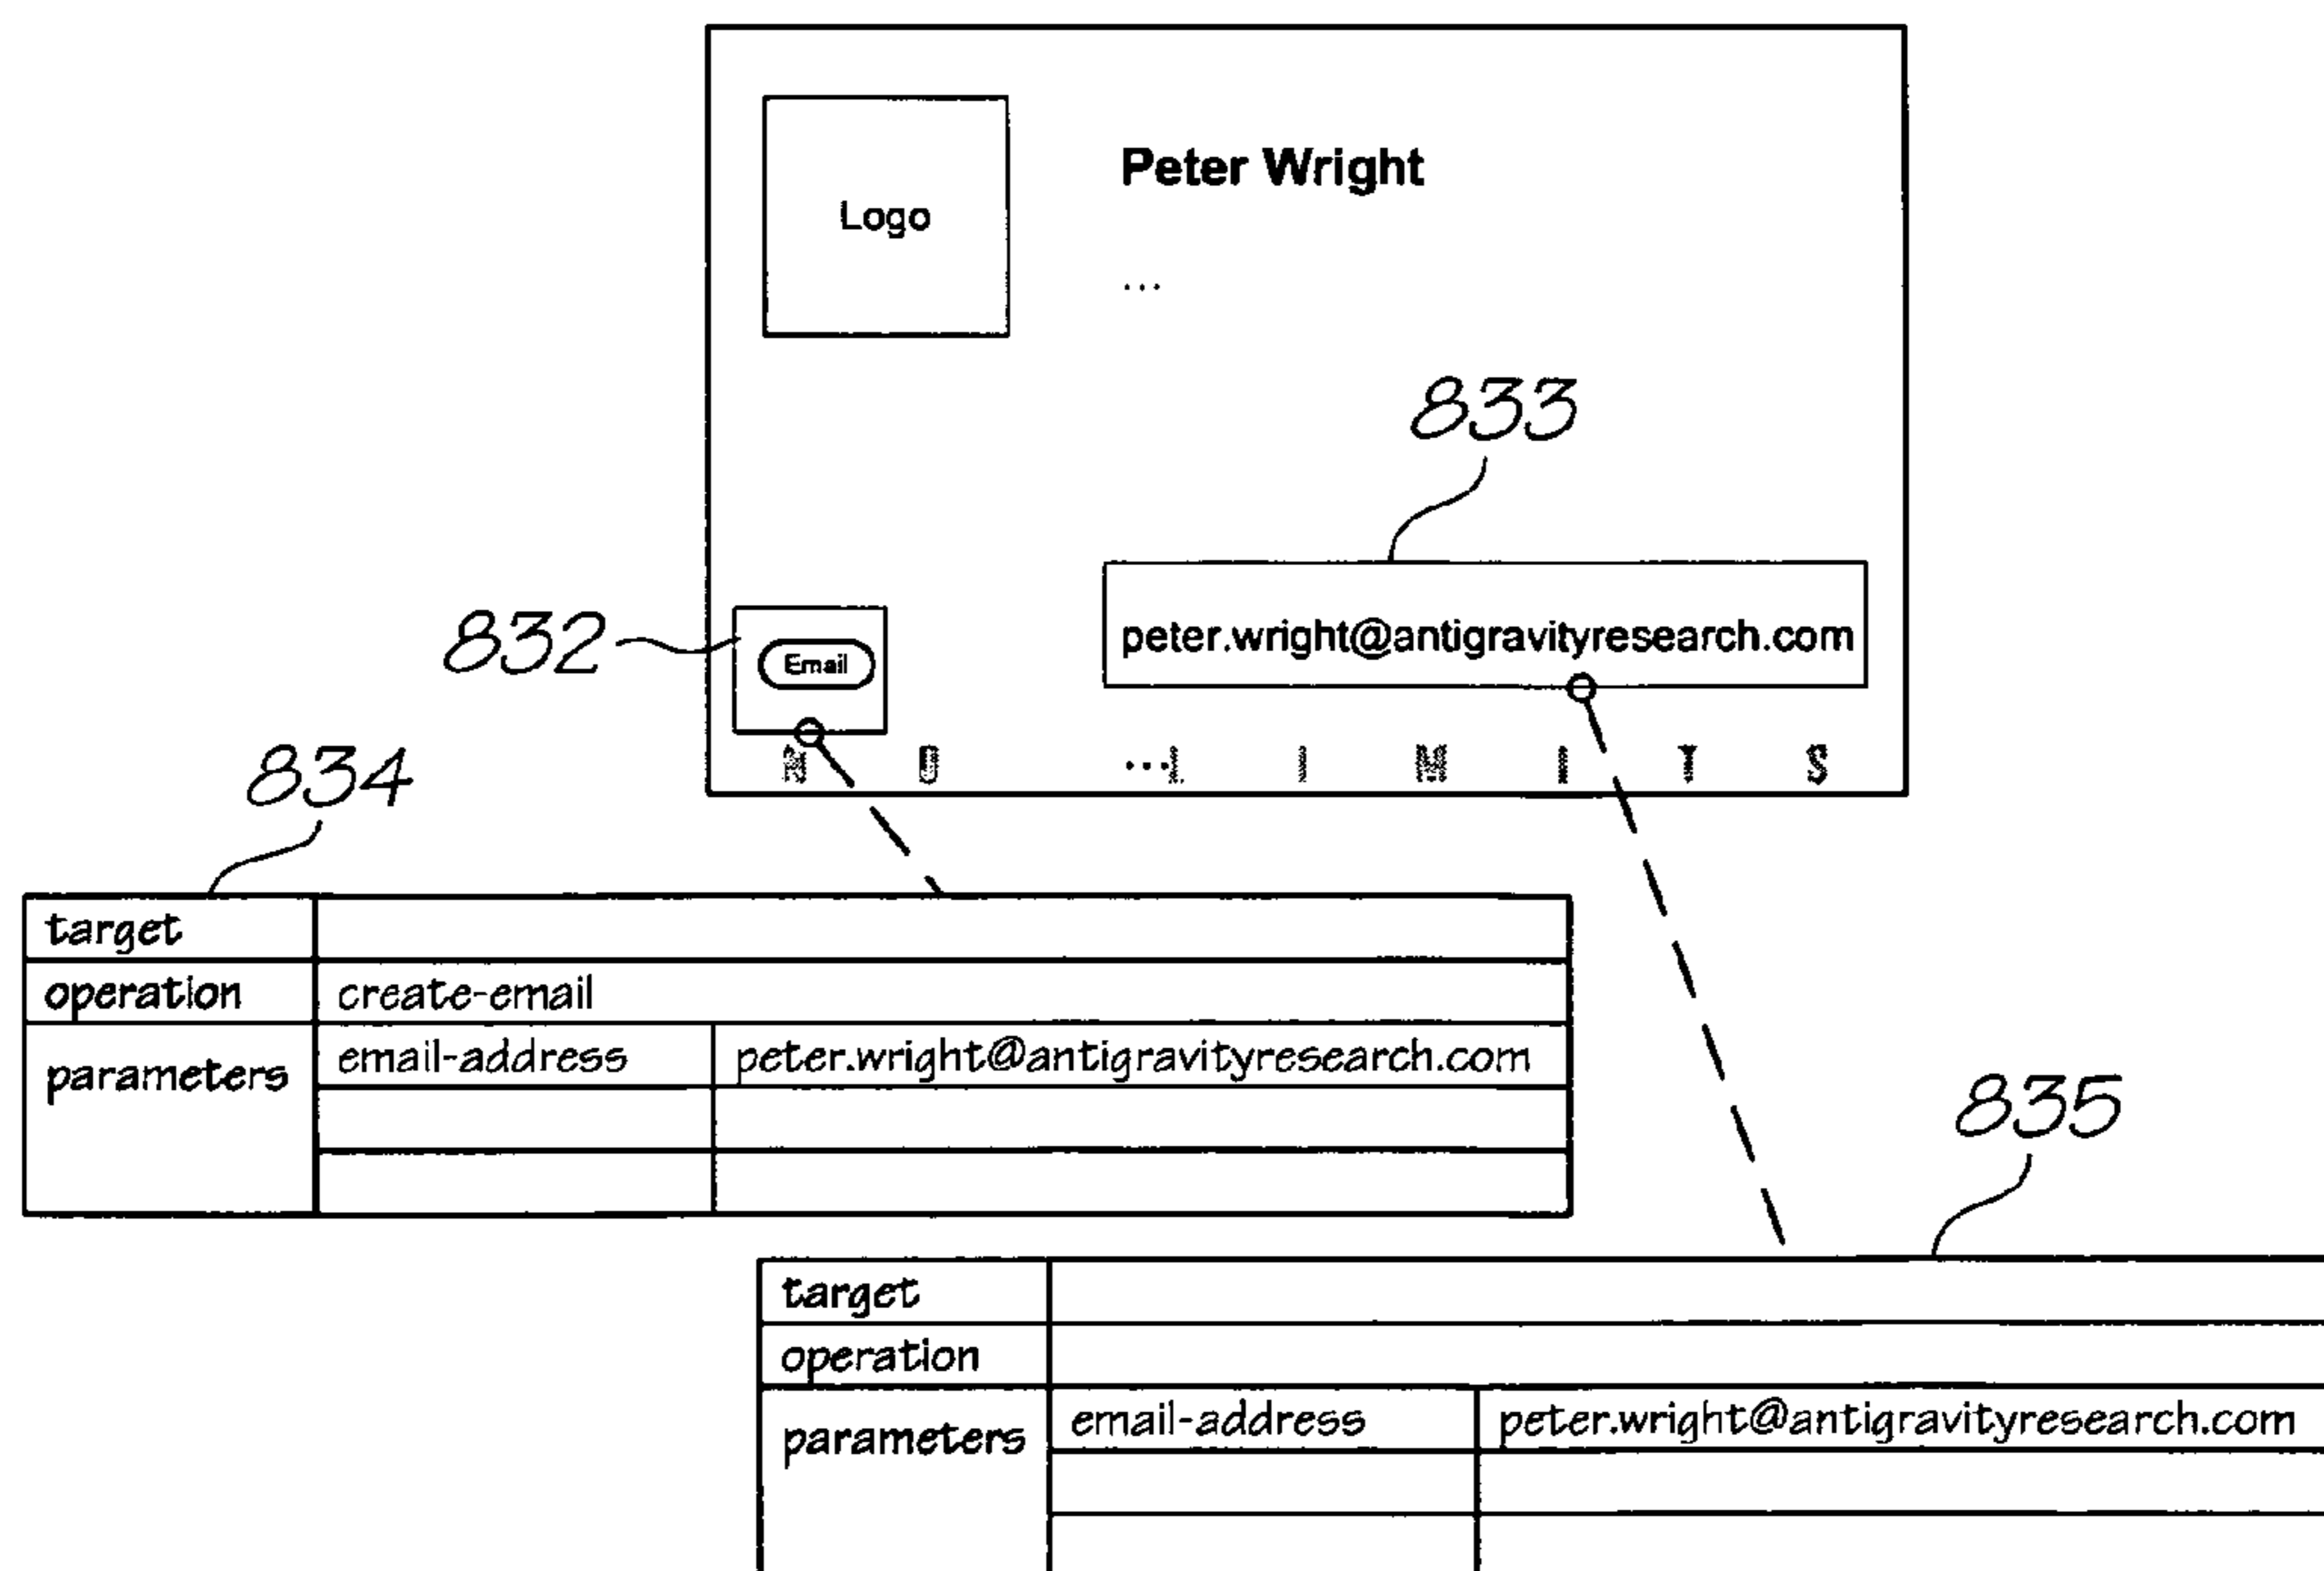 Peter Wright
Logo
...
833
832
Email
peter.wright@antigravityresearch.com
N O ...L I M I T S
834
target
operation create-email
parameters email-address peter.wright@antigravityresearch.com
835
target
operation
parameters email-address peter.wright@antigravityresearch.com